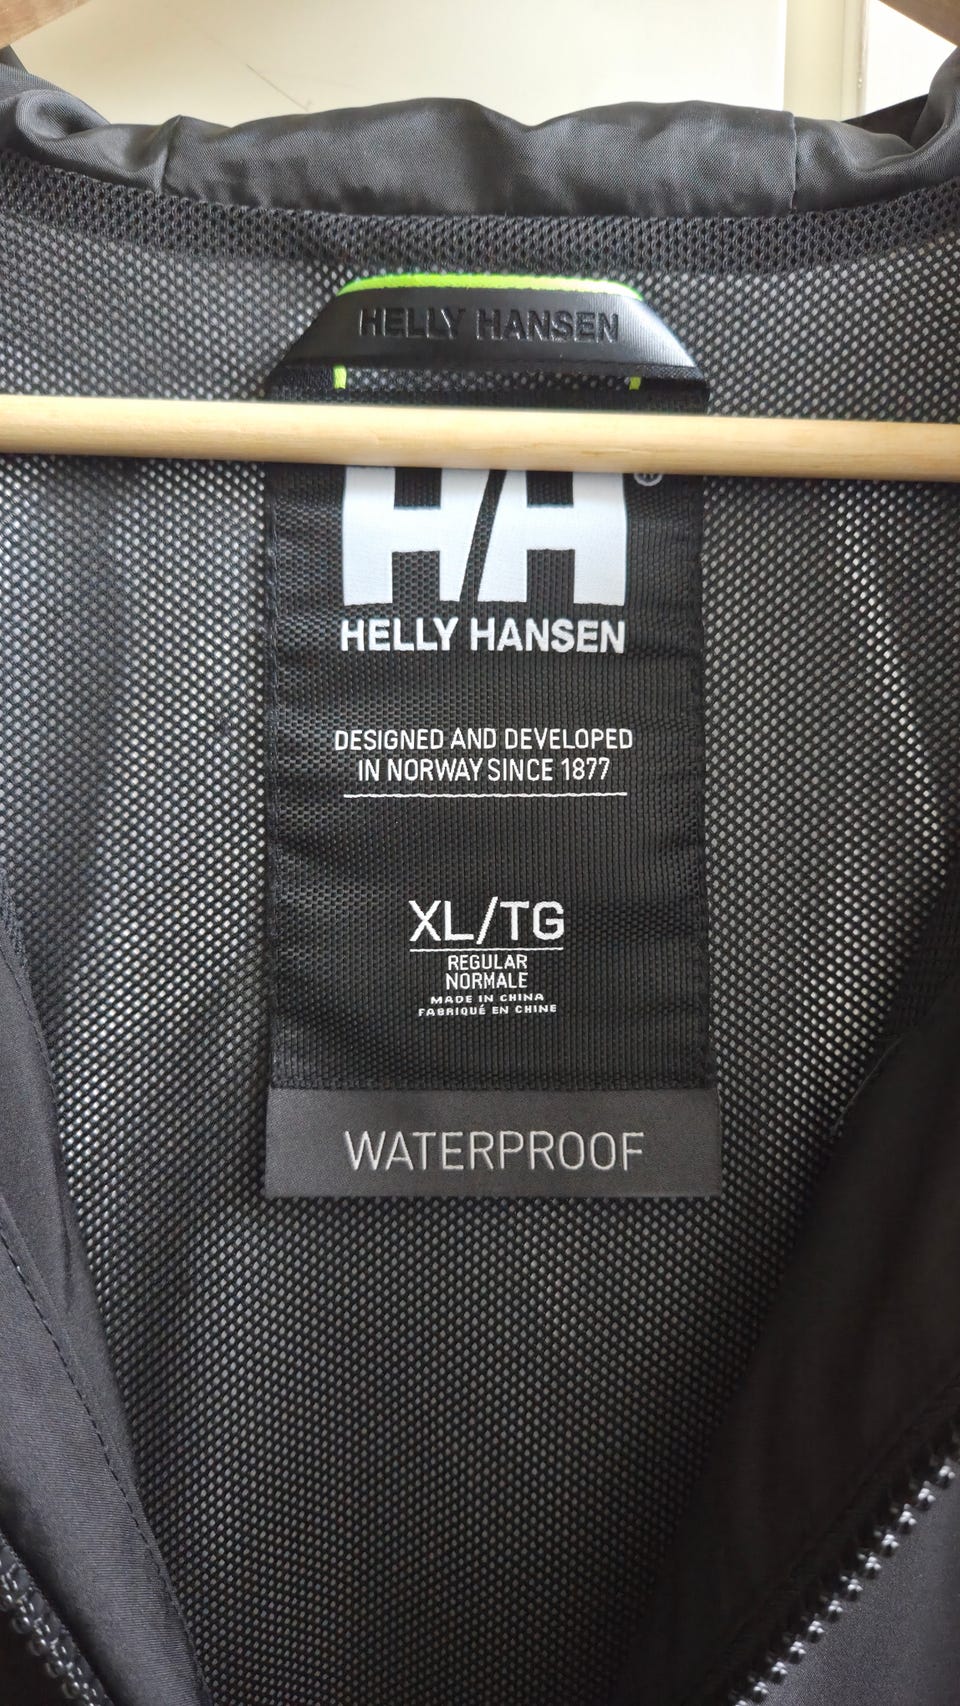 HELLY HANSEN
HH
®
HELLY HANSEN
DESIGNED AND DEVELOPED
IN NORWAY SINCE 1877
XL/TG
REGULAR
NORMALE
MADE IN CHINA
FABRIQUÉ EN CHINE
WATERPROOF